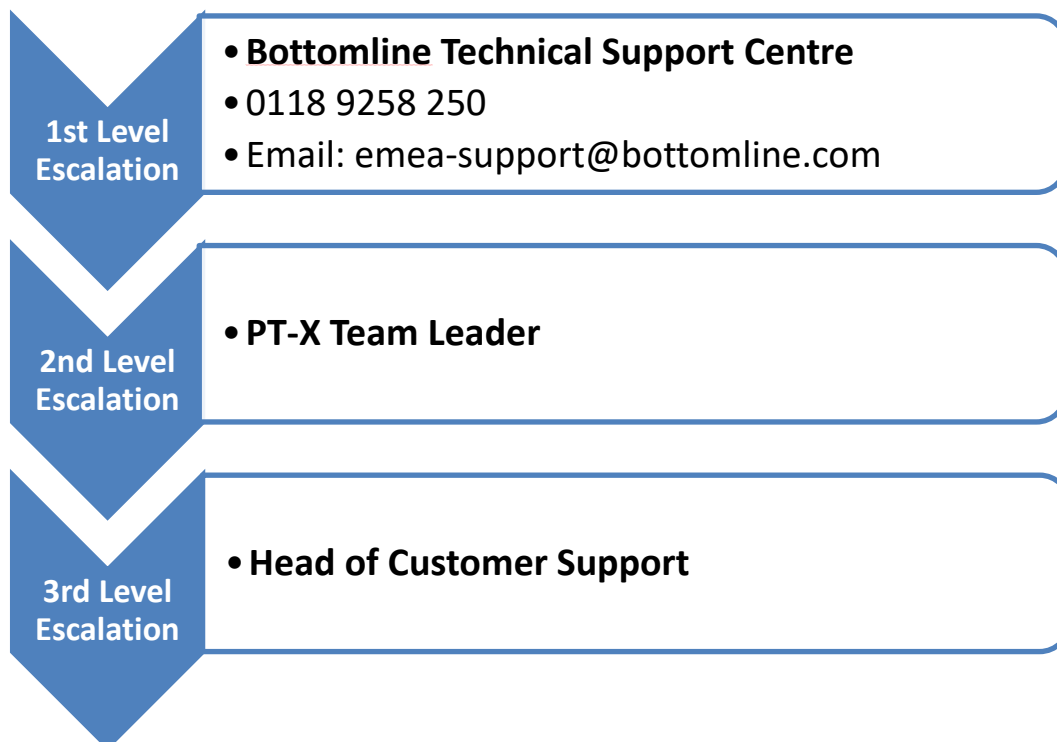 1st Level
Escalation
• Bottomline Technical Support Centre
• 0118 9258 250
• Email: emea-support@bottomline.com
2nd Level
Escalation
• PT-X Team Leader
3rd Level
Escalation
• Head of Customer Support